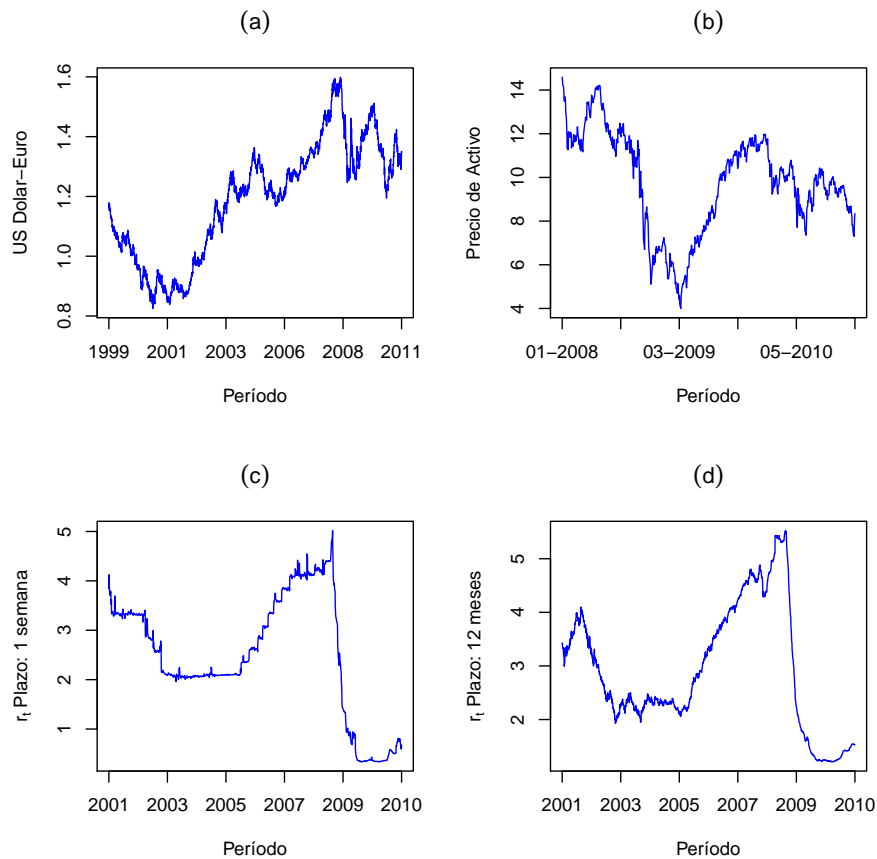 (a)
US Dolar−Euro
0.8 1.0 1.2 1.4 1.6
1999 2001 2003 2006 2008 2011
Período
(b)
Precio de Activo
4 6 8 10 12 14
01−2008 03−2009 05−2010
Período
(c)
rt Plazo: 1 semana
1 2 3 4 5
2001 2003 2005 2007 2009 2010
Período
(d)
rt Plazo: 12 meses
2 3 4 5
2001 2003 2005 2007 2009 2010
Período